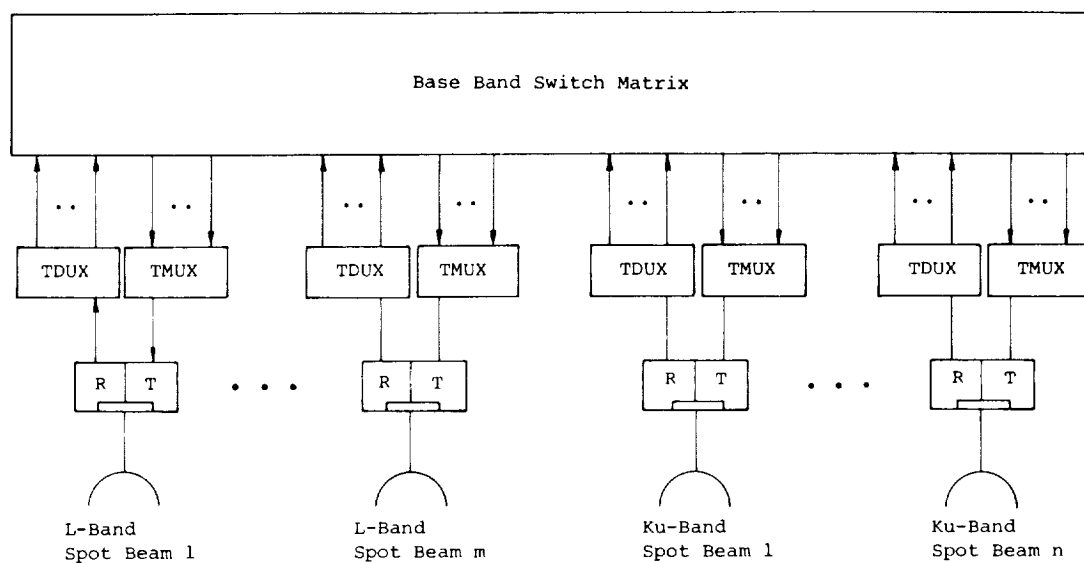 Base Band Switch Matrix
TDUX TMUX TDUX TMUX TDUX TMUX TDUX TMUX
R T R T R T R T
L-Band
Spot Beam 1
L-Band
Spot Beam m
Ku-Band
Spot Beam 1
Ku-Band
Spot Beam n